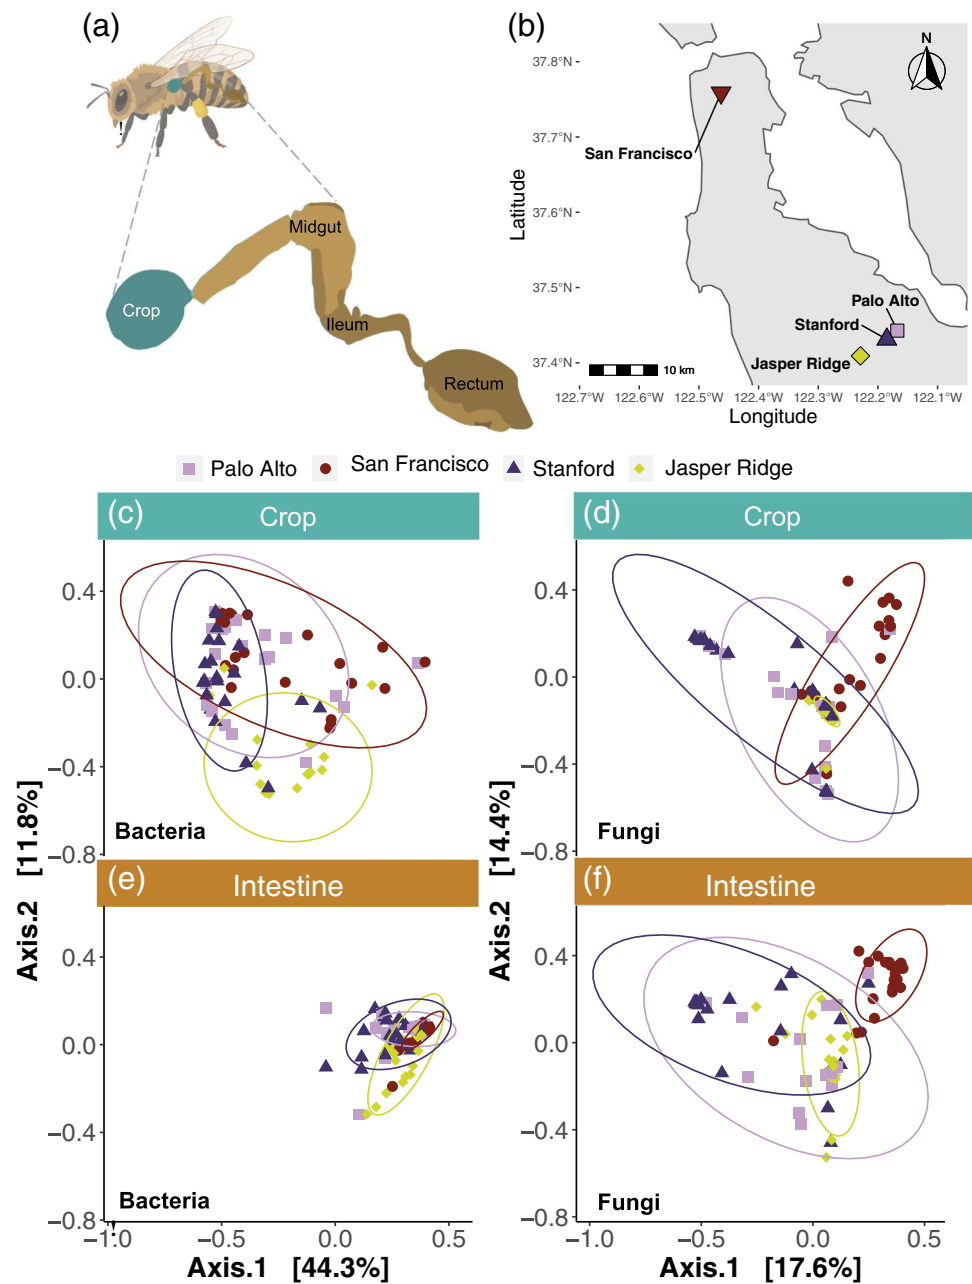 (a)
Crop
Midgut
Ileum
Rectum
(b)
N
37.8°N
37.7°N
37.6°N
37.5°N
37.4°N
Latitude
San Francisco
Palo Alto
Stanford
Jasper Ridge
10 km
122.7°W 122.6°W 122.5°W 122.4°W 122.3°W 122.2°W 122.1°W
Longitude
Palo Alto San Francisco Stanford Jasper Ridge
(c) Crop
0.4
0.0
−0.4
−0.8
Bacteria
(d) Crop
0.4
0.0
−0.4
−0.8
Fungi
(e) Intestine
0.4
0.0
−0.4
−0.8
Bacteria
−1.0 −0.5 0.0 0.5
Axis.1 [44.3%]
Axis.2 [11.8%]
(f) Intestine
0.4
0.0
−0.4
−0.8
Fungi
−1.0 −0.5 0.0 0.5
Axis.1 [17.6%]
Axis.2 [14.4%]